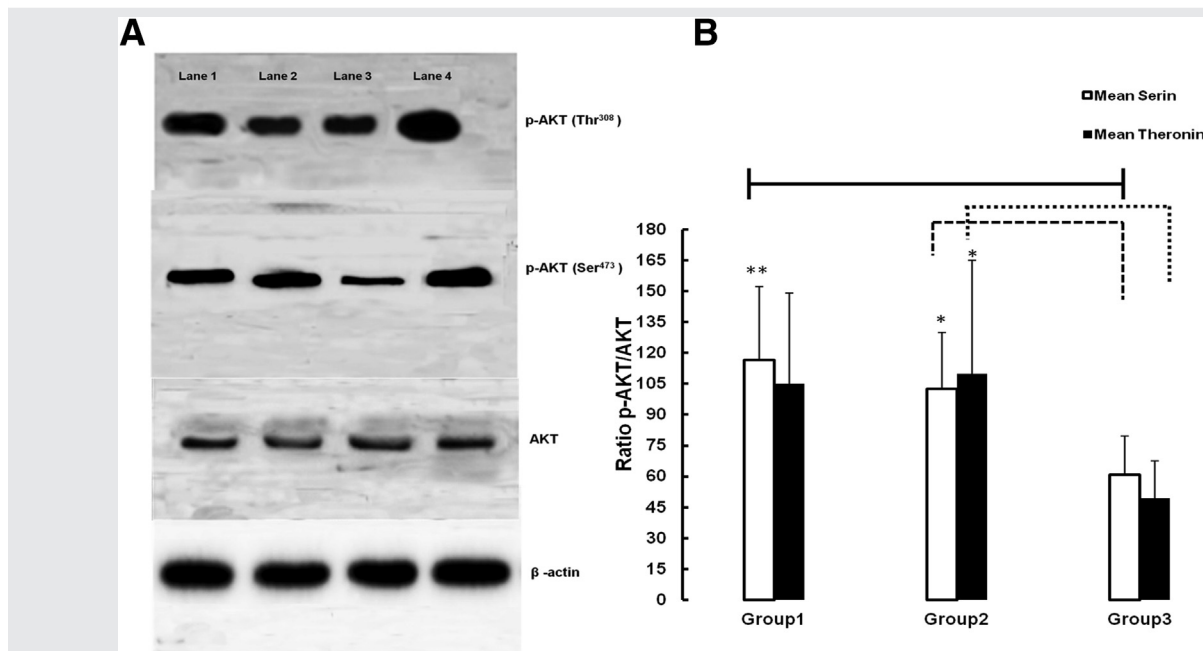 A
Lane 1 Lane 2 Lane 3 Lane 4
p-AKT (Thr³⁰⁸ )
p-AKT (Ser⁴⁷³ )
AKT
β -actin
B
Mean Serin
Mean Theronin
Ratio p-AKT/AKT
180
165
150
135
120
105
90
75
60
45
30
15
0
**
*
*
Group1 Group2 Group3